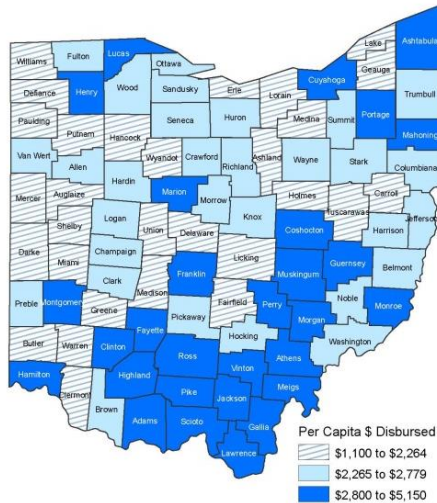 Williams
Fulton
Lucas
Ottawa
Lake
Ashtabula
Geauga
Defiance
Henry
Wood
Sandusky
Erie
Lorain
Cuyahoga
Trumbull
Paulding
Putnam
Hancock
Seneca
Huron
Medina
Summit
Portage
Mahoning
Van Wert
Allen
Wyandot
Crawford
Richland
Ashland
Wayne
Stark
Columbiana
Mercer
Auglaize
Hardin
Marion
Morrow
Knox
Holmes
Tuscarawas
Carroll
Jefferson
Shelby
Logan
Union
Delaware
Coshocton
Harrison
Darke
Miami
Champaign
Clark
Madison
Franklin
Licking
Muskingum
Guernsey
Belmont
Preble
Montgomery
Greene
Fayette
Pickaway
Fairfield
Perry
Morgan
Noble
Monroe
Butler
Warren
Clinton
Ross
Hocking
Athens
Washington
Hamilton
Clermont
Highland
Pike
Vinton
Jackson
Meigs
Brown
Adams
Scioto
Gallia
Lawrence
Per Capita $ Disbursed
$1,100 to $2,264
$2,265 to $2,779
$2,800 to $5,150